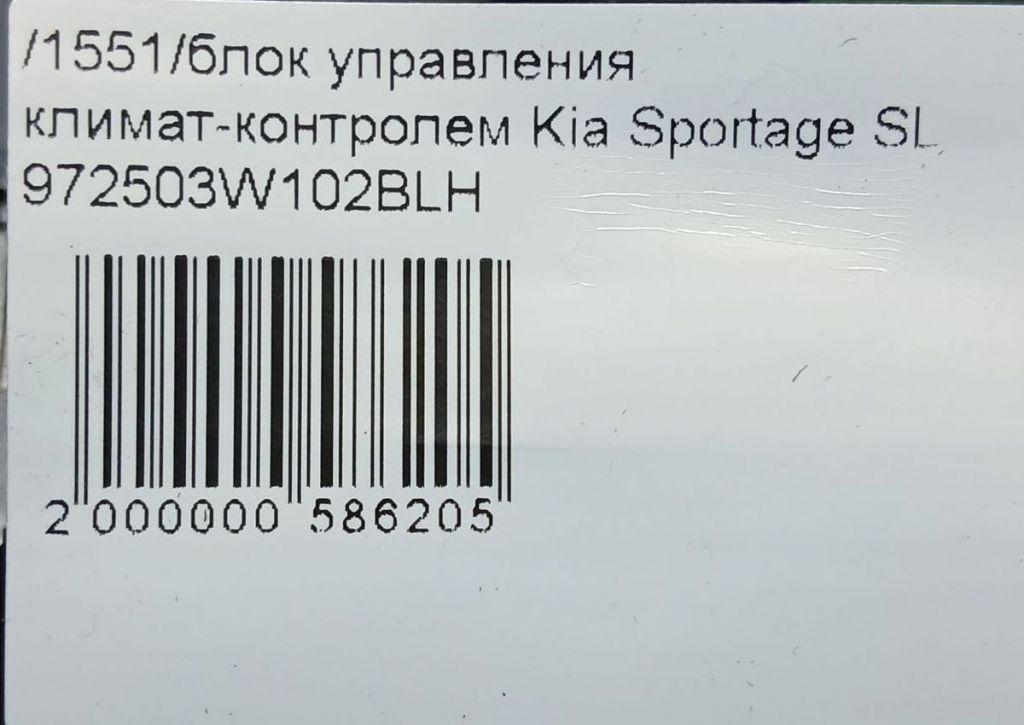 /1551/блок управления
климат-контролем Kia Sportage SL
972503W102BLH
2 000000 586205